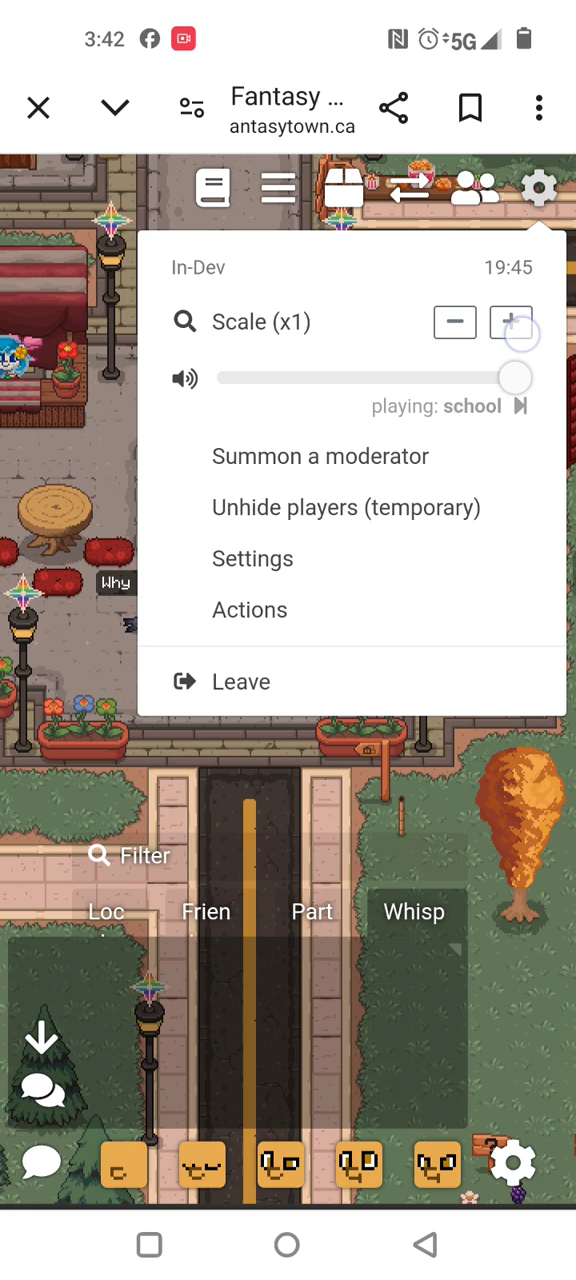 3:42
5G
Fantasy ...
antasytown.ca
In-Dev
19:45
Scale (x1)
playing: school
Summon a moderator
Unhide players (temporary)
Settings
Actions
Why
Leave
Filter
Loc
Frien
Part
Whisp